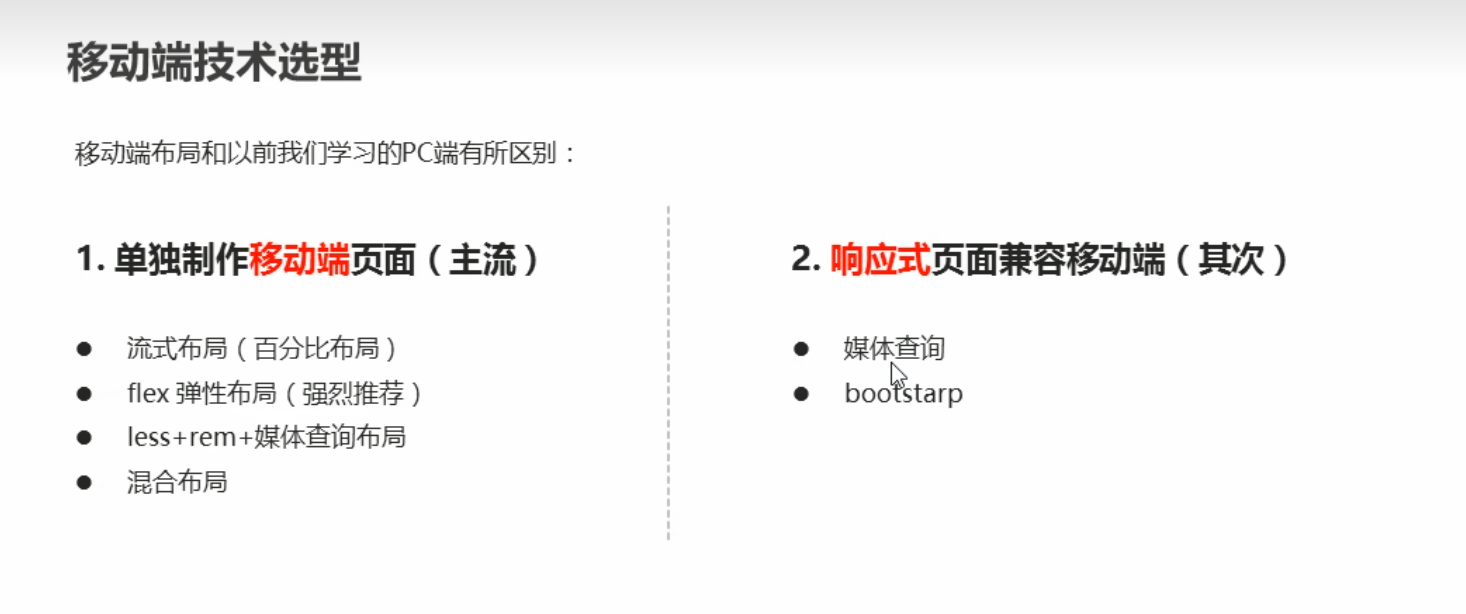 移动端技术选型
移动端布局和以前我们学习的PC端有所区别：
1. 单独制作移动端页面（主流）
● 流式布局（百分比布局）
● flex 弹性布局（强烈推荐）
● less+rem+媒体查询布局
● 混合布局
2. 响应式页面兼容移动端（其次）
● 媒体查询
● bootstarp